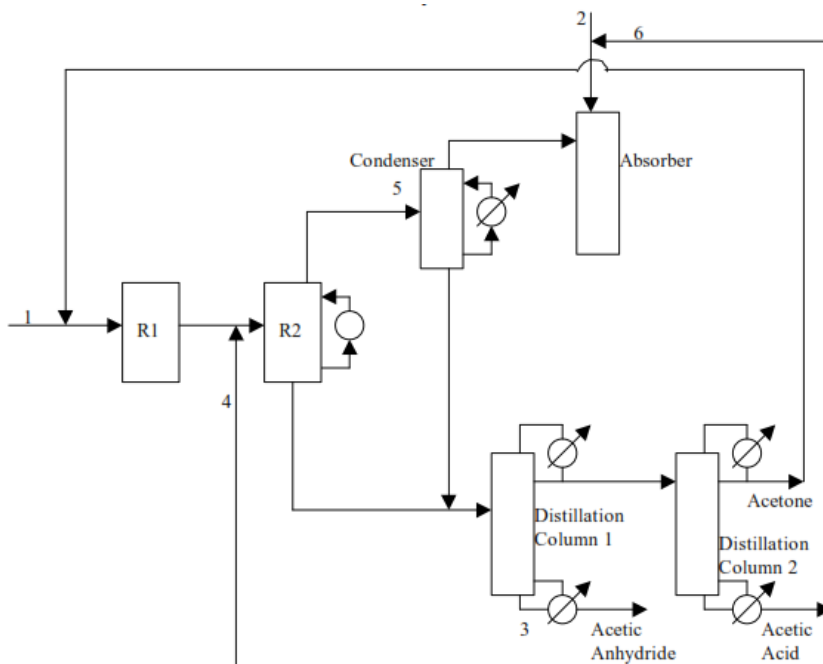 2
6
Condenser
Absorber
5
1
R1
R2
4
Acetone
Distillation
Column 1
Distillation
Column 2
3
Acetic
Anhydride
Acetic
Acid